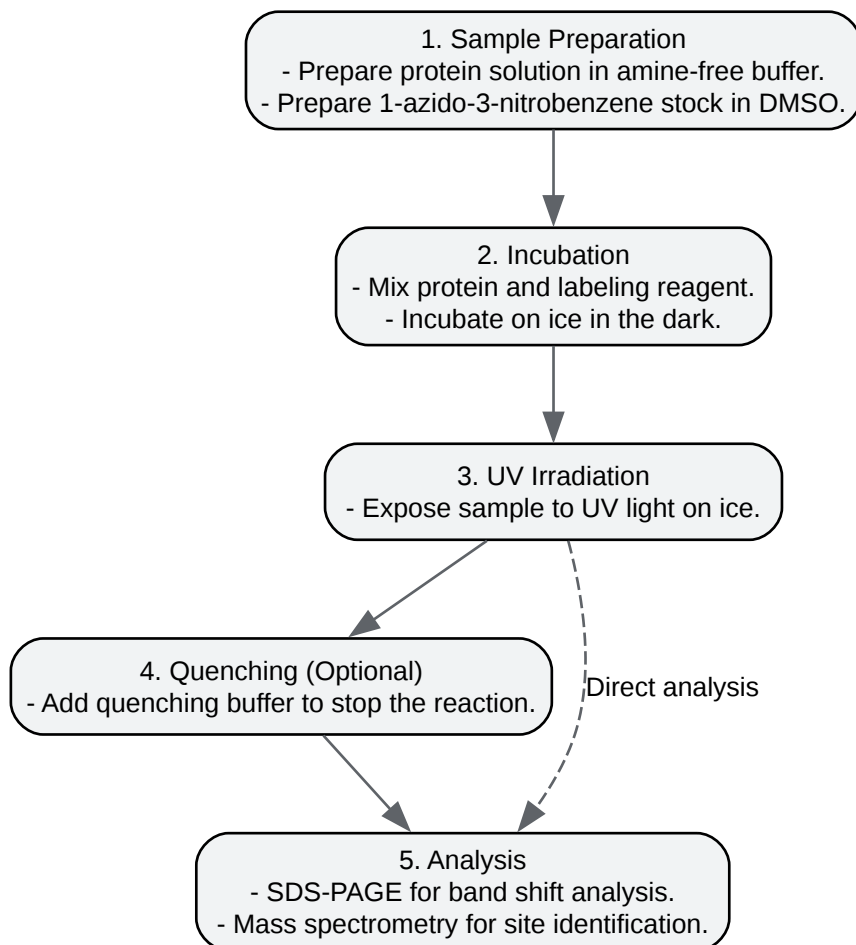 1. Sample Preparation
- Prepare protein solution in amine-free buffer.
- Prepare 1-azido-3-nitrobenzene stock in DMSO.
2. Incubation
- Mix protein and labeling reagent.
- Incubate on ice in the dark.
3. UV Irradiation
- Expose sample to UV light on ice.
4. Quenching (Optional)
- Add quenching buffer to stop the reaction.
Direct analysis
5. Analysis
- SDS-PAGE for band shift analysis.
- Mass spectrometry for site identification.